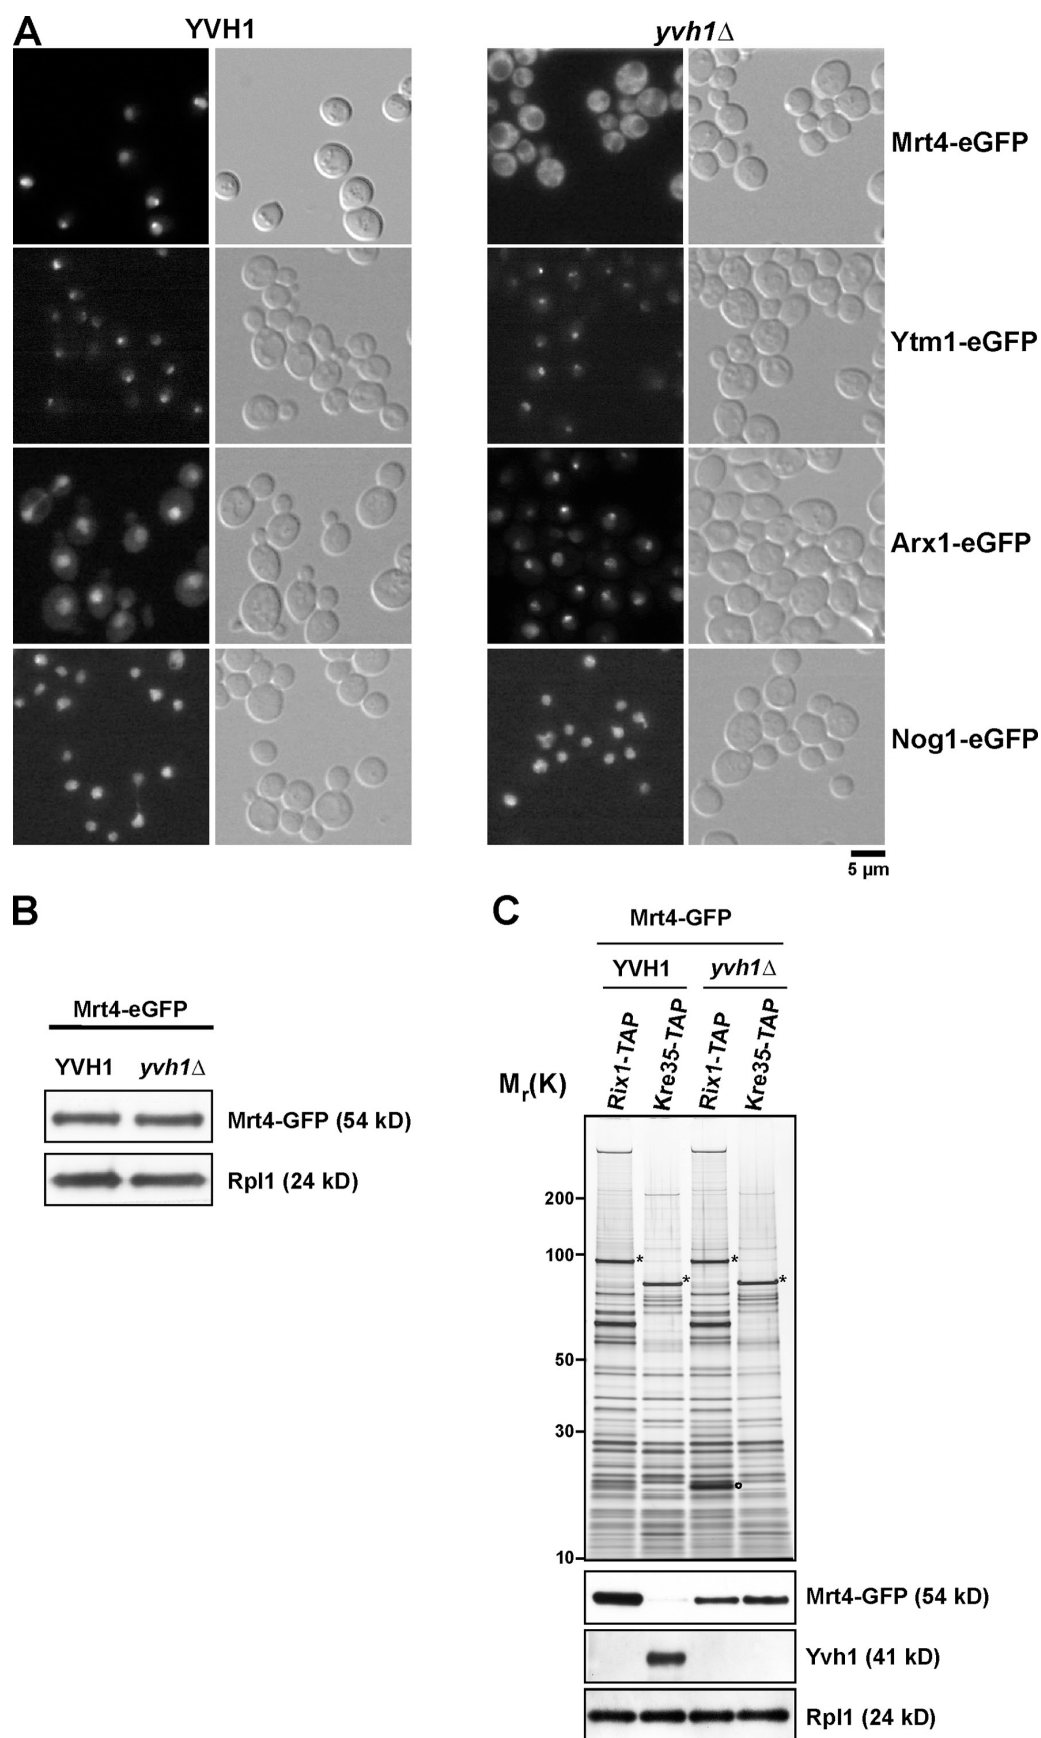 A
YVH1
yvh1Δ
Mrt4-eGFP
Ytm1-eGFP
Arx1-eGFP
Nog1-eGFP
5 µm
B
Mrt4-eGFP
YVH1 yvh1Δ
Mrt4-GFP (54 kD)
Rpl1 (24 kD)
C
Mrt4-GFP
YVH1 yvh1Δ
Rix1-TAP Kre35-TAP Rix1-TAP Kre35-TAP
Mr(K)
200
100
* * * *
50
30
10
Mrt4-GFP (54 kD)
Yvh1 (41 kD)
Rpl1 (24 kD)